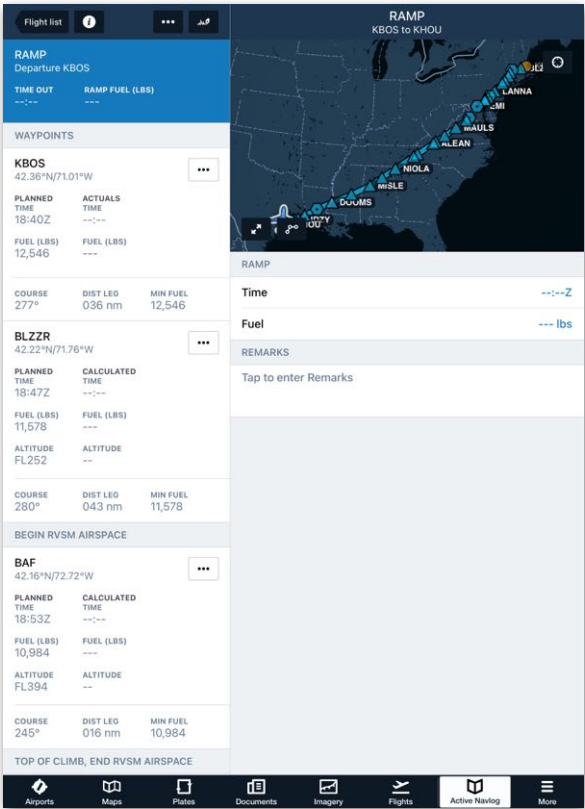 Flight list
RAMP
KBOS to KHOU
RAMP
Departure KBOS
TIME OUT RAMP FUEL (LBS)
--:-- ---
WAYPOINTS
KBOS
42.36°N/71.01°W
PLANNED ACTUALS
TIME TIME
18:40Z --:--
FUEL (LBS) FUEL (LBS)
12,546 ---
COURSE DIST LEG MIN FUEL
277° 036 nm 12,546
BLZZR
42.22°N/71.76°W
PLANNED CALCULATED
TIME TIME
18:47Z --:--
FUEL (LBS) FUEL (LBS)
11,578 ---
ALTITUDE ALTITUDE
FL252 --
COURSE DIST LEG MIN FUEL
280° 043 nm 11,578
BEGIN RVSM AIRSPACE
BAF
42.16°N/72.72°W
PLANNED CALCULATED
TIME TIME
18:53Z --:--
FUEL (LBS) FUEL (LBS)
10,984 ---
ALTITUDE ALTITUDE
FL394 --
COURSE DIST LEG MIN FUEL
245° 016 nm 10,984
TOP OF CLIMB, END RVSM AIRSPACE
LANNA
EMI
MAULS
ALEAN
NIOLA
MISLE
DOOMS
RAMP
Time --:--Z
Fuel --- lbs
REMARKS
Tap to enter Remarks
Airports Maps Plates Documents Imagery Flights Active Navlog More